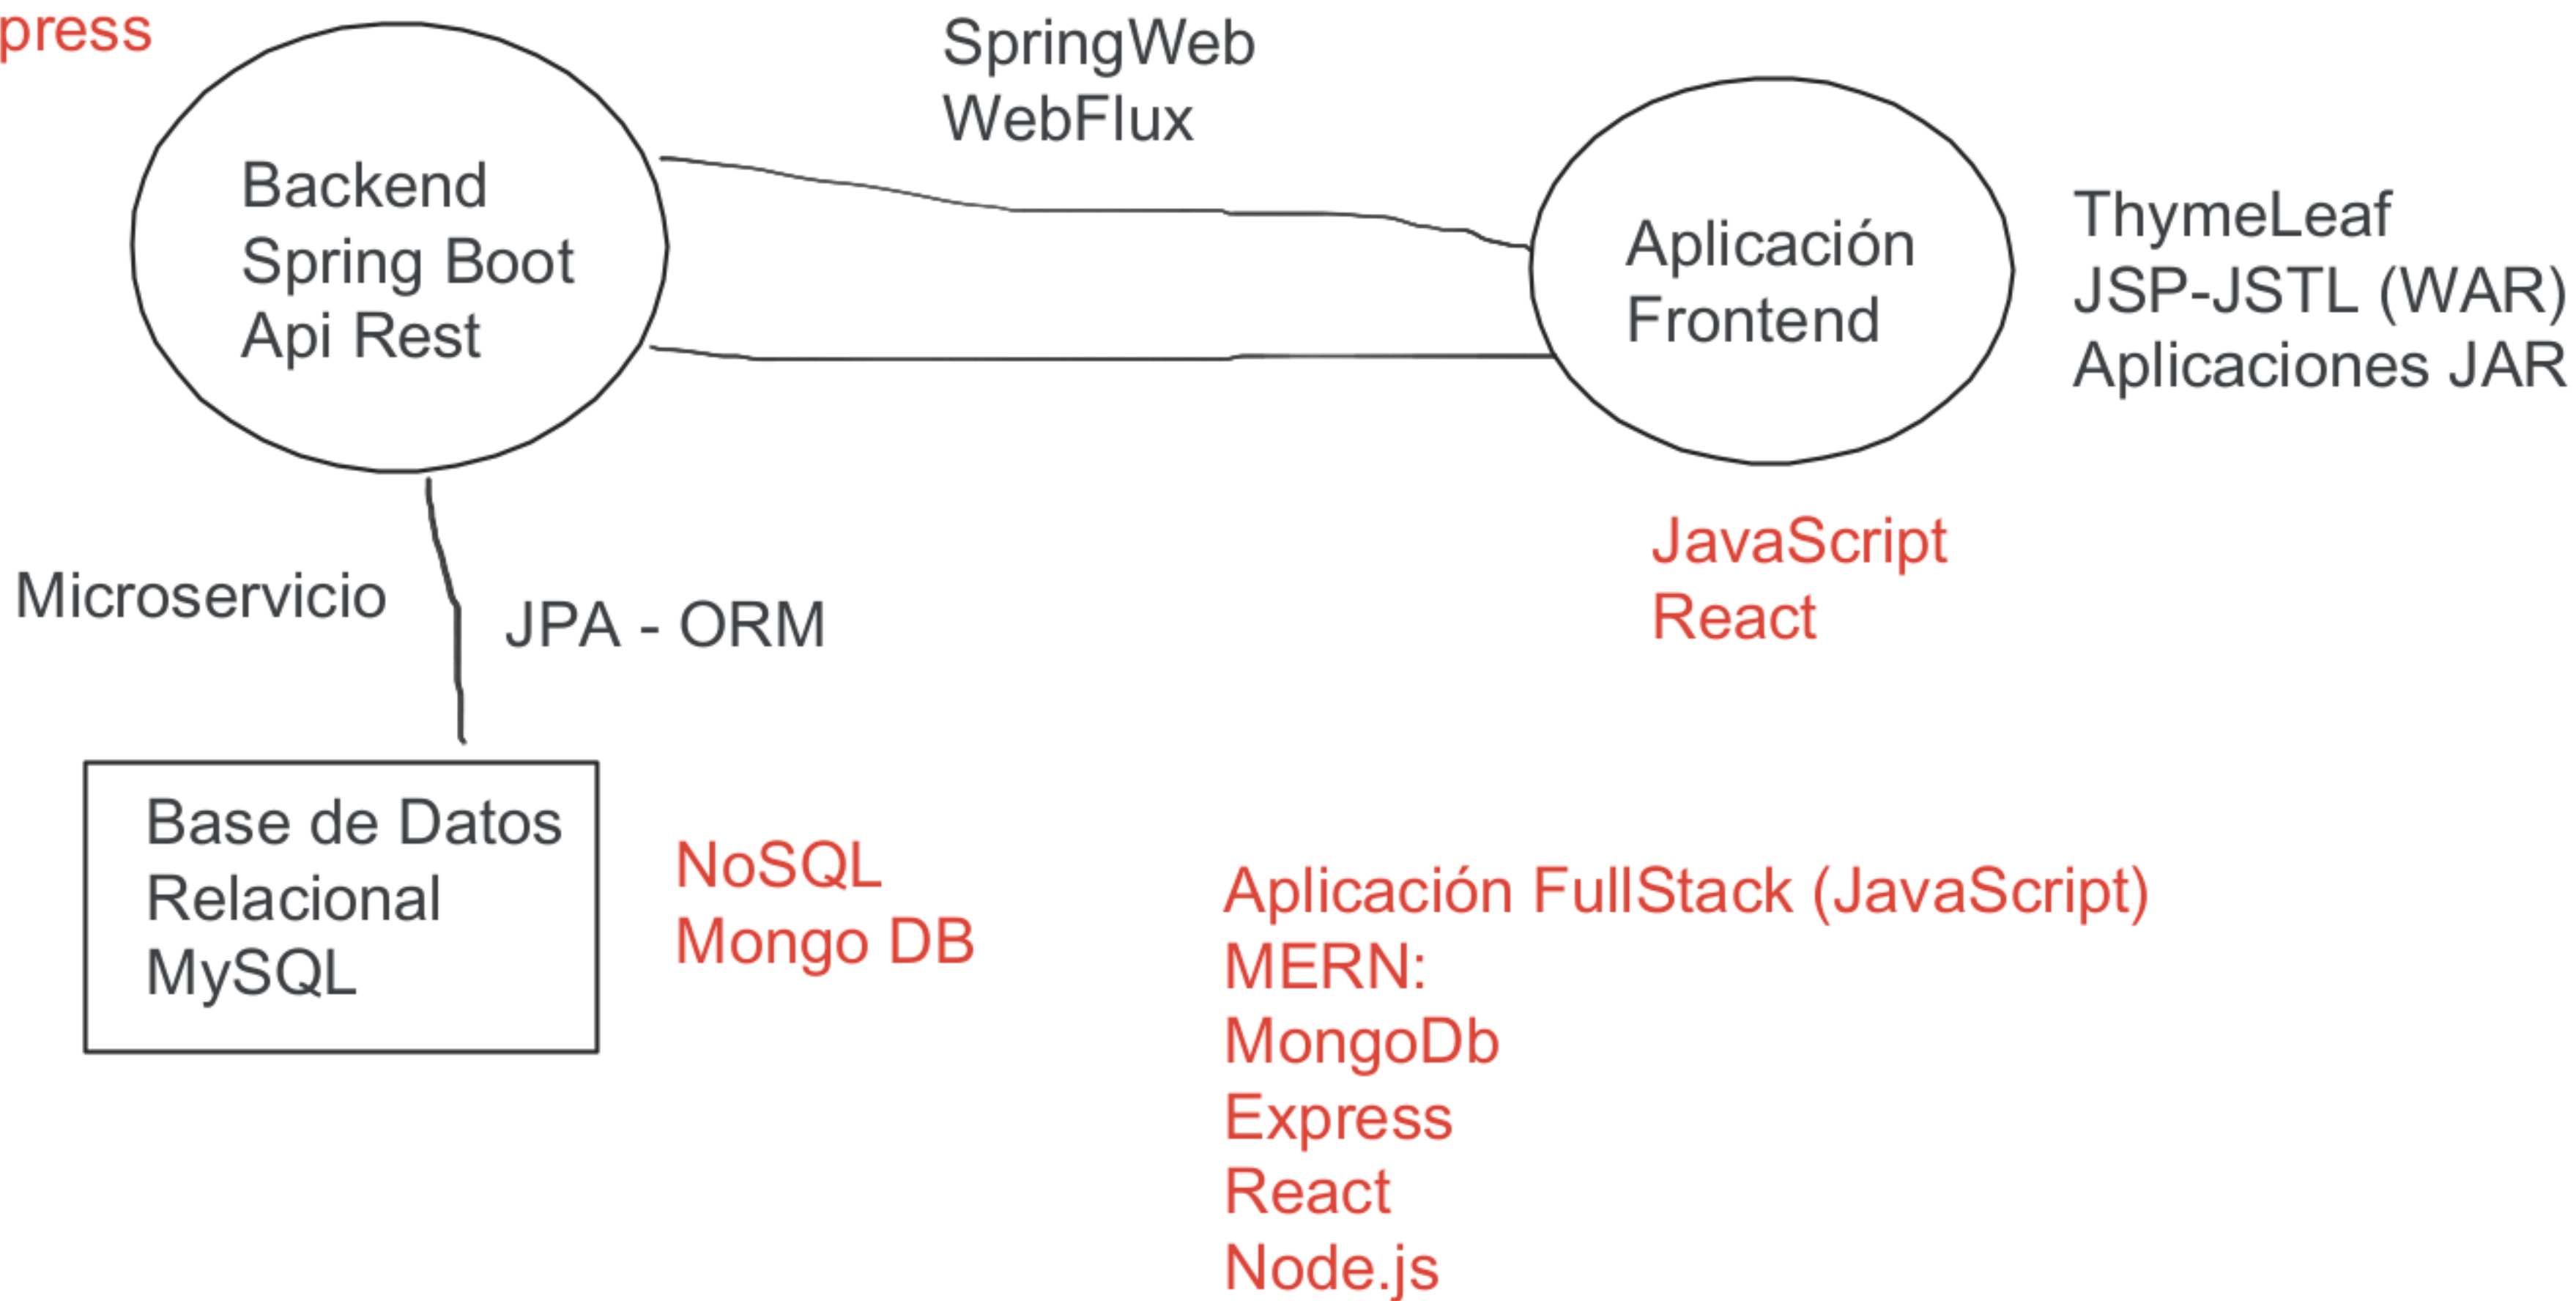 press
Backend
Spring Boot
Api Rest
SpringWeb
WebFlux
Aplicación
Frontend
ThymeLeaf
JSP-JSTL (WAR)
Aplicaciones JAR
JavaScript
React
Microservicio
JPA - ORM
Base de Datos
Relacional
MySQL
NoSQL
Mongo DB
Aplicación FullStack (JavaScript)
MERN:
MongoDb
Express
React
Node.js